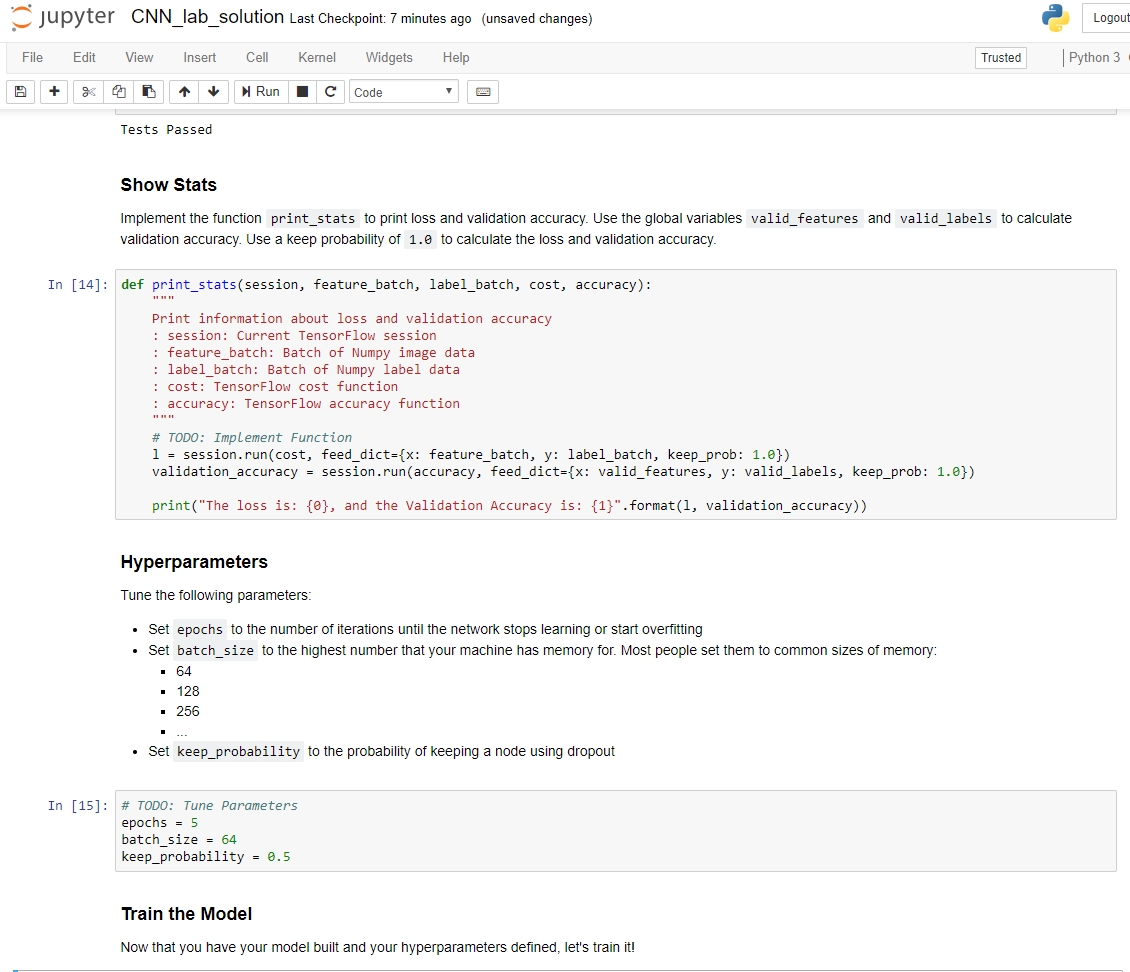 jupyter CNN_lab_solution Last Checkpoint: 7 minutes ago (unsaved changes) Logout
File Edit View Insert Cell Kernel Widgets Help Trusted Python 3
Run Code
Tests Passed
Show Stats
Implement the function print_stats to print loss and validation accuracy. Use the global variables valid_features and valid_labels to calculate
validation accuracy. Use a keep probability of 1.0 to calculate the loss and validation accuracy.
In [14]: def print_stats(session, feature_batch, label_batch, cost, accuracy):
"""
Print information about loss and validation accuracy
: session: Current TensorFlow session
: feature_batch: Batch of Numpy image data
: label_batch: Batch of Numpy label data
: cost: TensorFlow cost function
: accuracy: TensorFlow accuracy function
"""
# TODO: Implement Function
l = session.run(cost, feed_dict={x: feature_batch, y: label_batch, keep_prob: 1.0})
validation_accuracy = session.run(accuracy, feed_dict={x: valid_features, y: valid_labels, keep_prob: 1.0})
print("The loss is: {0}, and the Validation Accuracy is: {1}".format(l, validation_accuracy))
Hyperparameters
Tune the following parameters:
• Set epochs to the number of iterations until the network stops learning or start overfitting
• Set batch_size to the highest number that your machine has memory for. Most people set them to common sizes of memory:
▪ 64
▪ 128
▪ 256
▪ ...
• Set keep_probability to the probability of keeping a node using dropout
In [15]: # TODO: Tune Parameters
epochs = 5
batch_size = 64
keep_probability = 0.5
Train the Model
Now that you have your model built and your hyperparameters defined, let's train it!